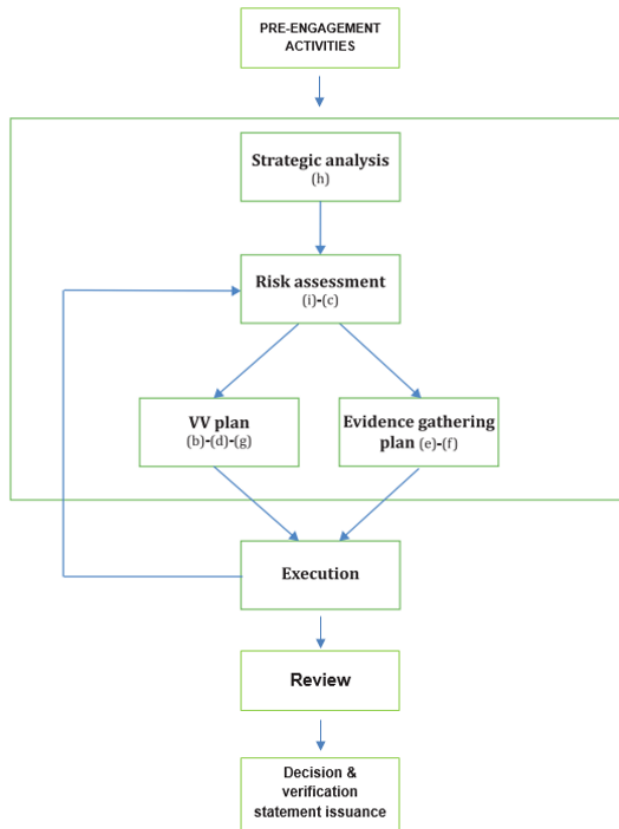 PRE-ENGAGEMENT
ACTIVITIES
Strategic analysis
(h)
Risk assessment
(i)-(c)
VV plan
(b)-(d)-(g)
Evidence gathering
plan (e)-(f)
Execution
Review
Decision &
verification
statement issuance